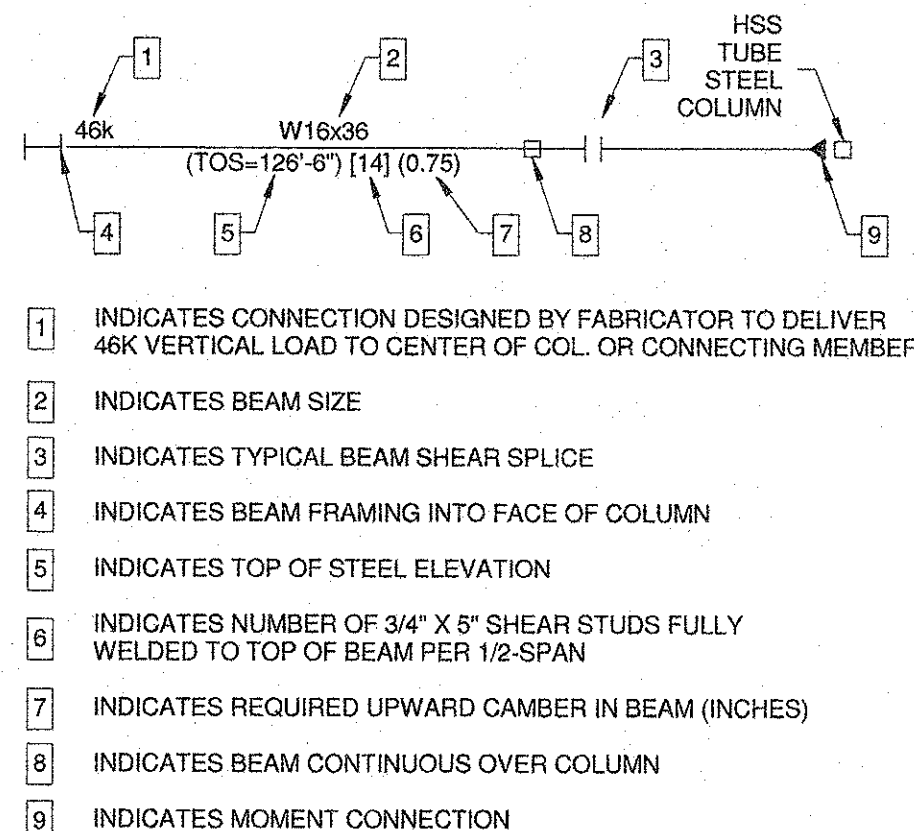 HSS
TUBE
STEEL
COLUMN
1
2
3
46k
W16x36
(TOS=126'-6") [14] (0.75)
4
5
6
7
8
9
1 INDICATES CONNECTION DESIGNED BY FABRICATOR TO DELIVER
46K VERTICAL LOAD TO CENTER OF COL. OR CONNECTING
2 INDICATES BEAM SIZE
3 INDICATES TYPICAL BEAM SHEAR SPLICE
4 INDICATES BEAM FRAMING INTO FACE OF COLUMN
5 INDICATES TOP OF STEEL ELEVATION
6 INDICATES NUMBER OF 3/4" X 5" SHEAR STUDS FULLY
WELDED TO TOP OF BEAM PER 1/2-SPAN
7 INDICATES REQUIRED UPWARD CAMBER IN BEAM (INCHES)
8 INDICATES BEAM CONTINUOUS OVER COLUMN
9 INDICATES MOMENT CONNECTION